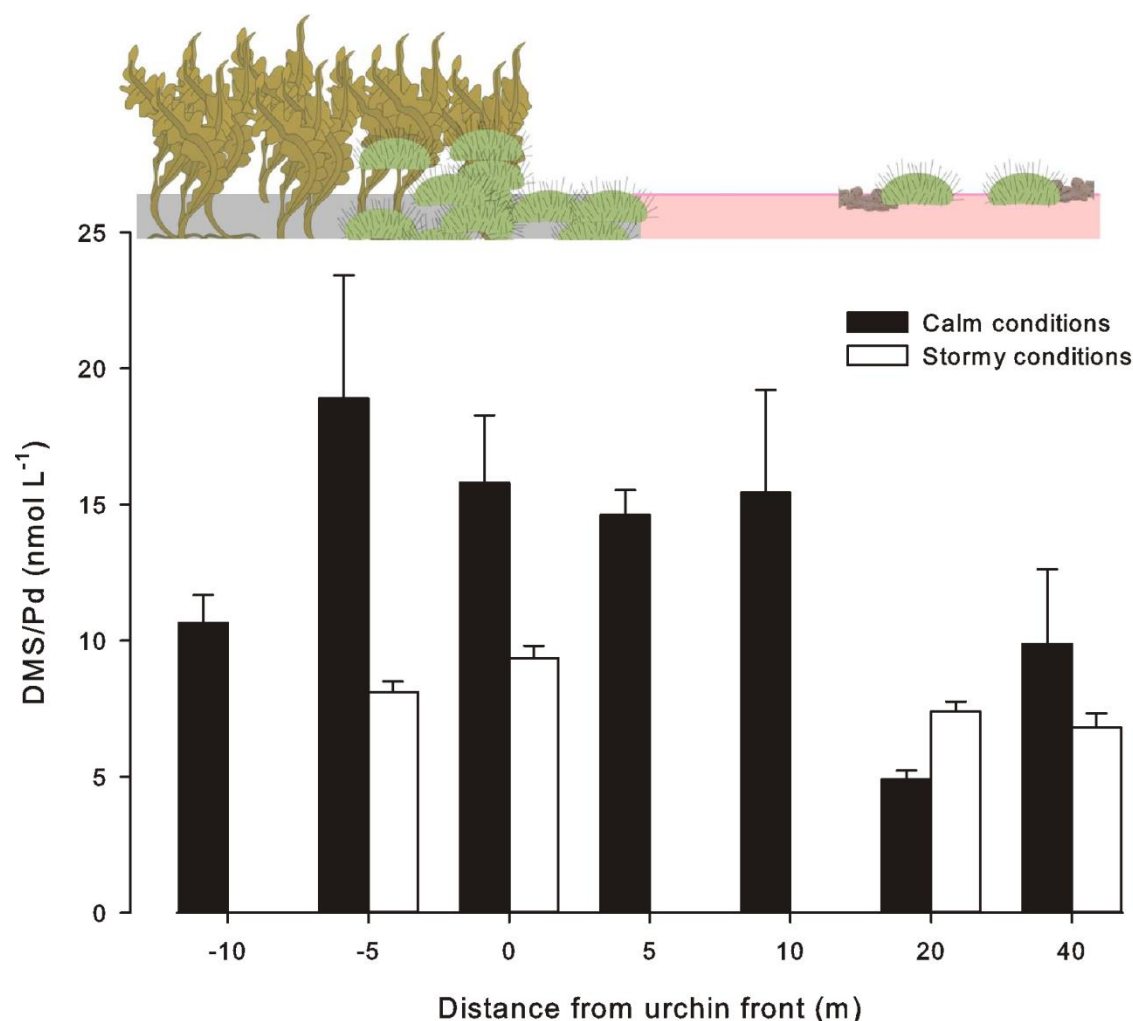 25
20
15
10
5
0
DMS/Pd (nmol L⁻¹)
Calm conditions
Stormy conditions
-10 -5 0 5 10 20 40
Distance from urchin front (m)